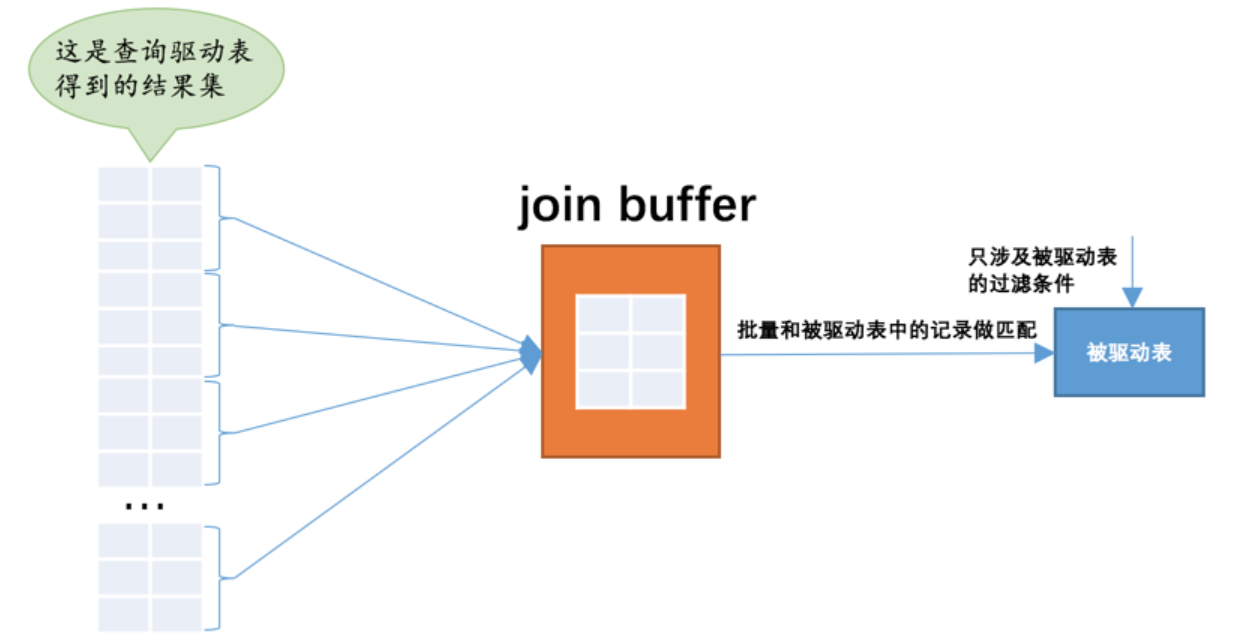 这是查询驱动表
得到的结果集
join buffer
只涉及被驱动表
的过滤条件
批量和被驱动表中的记录做匹配
被驱动表
...